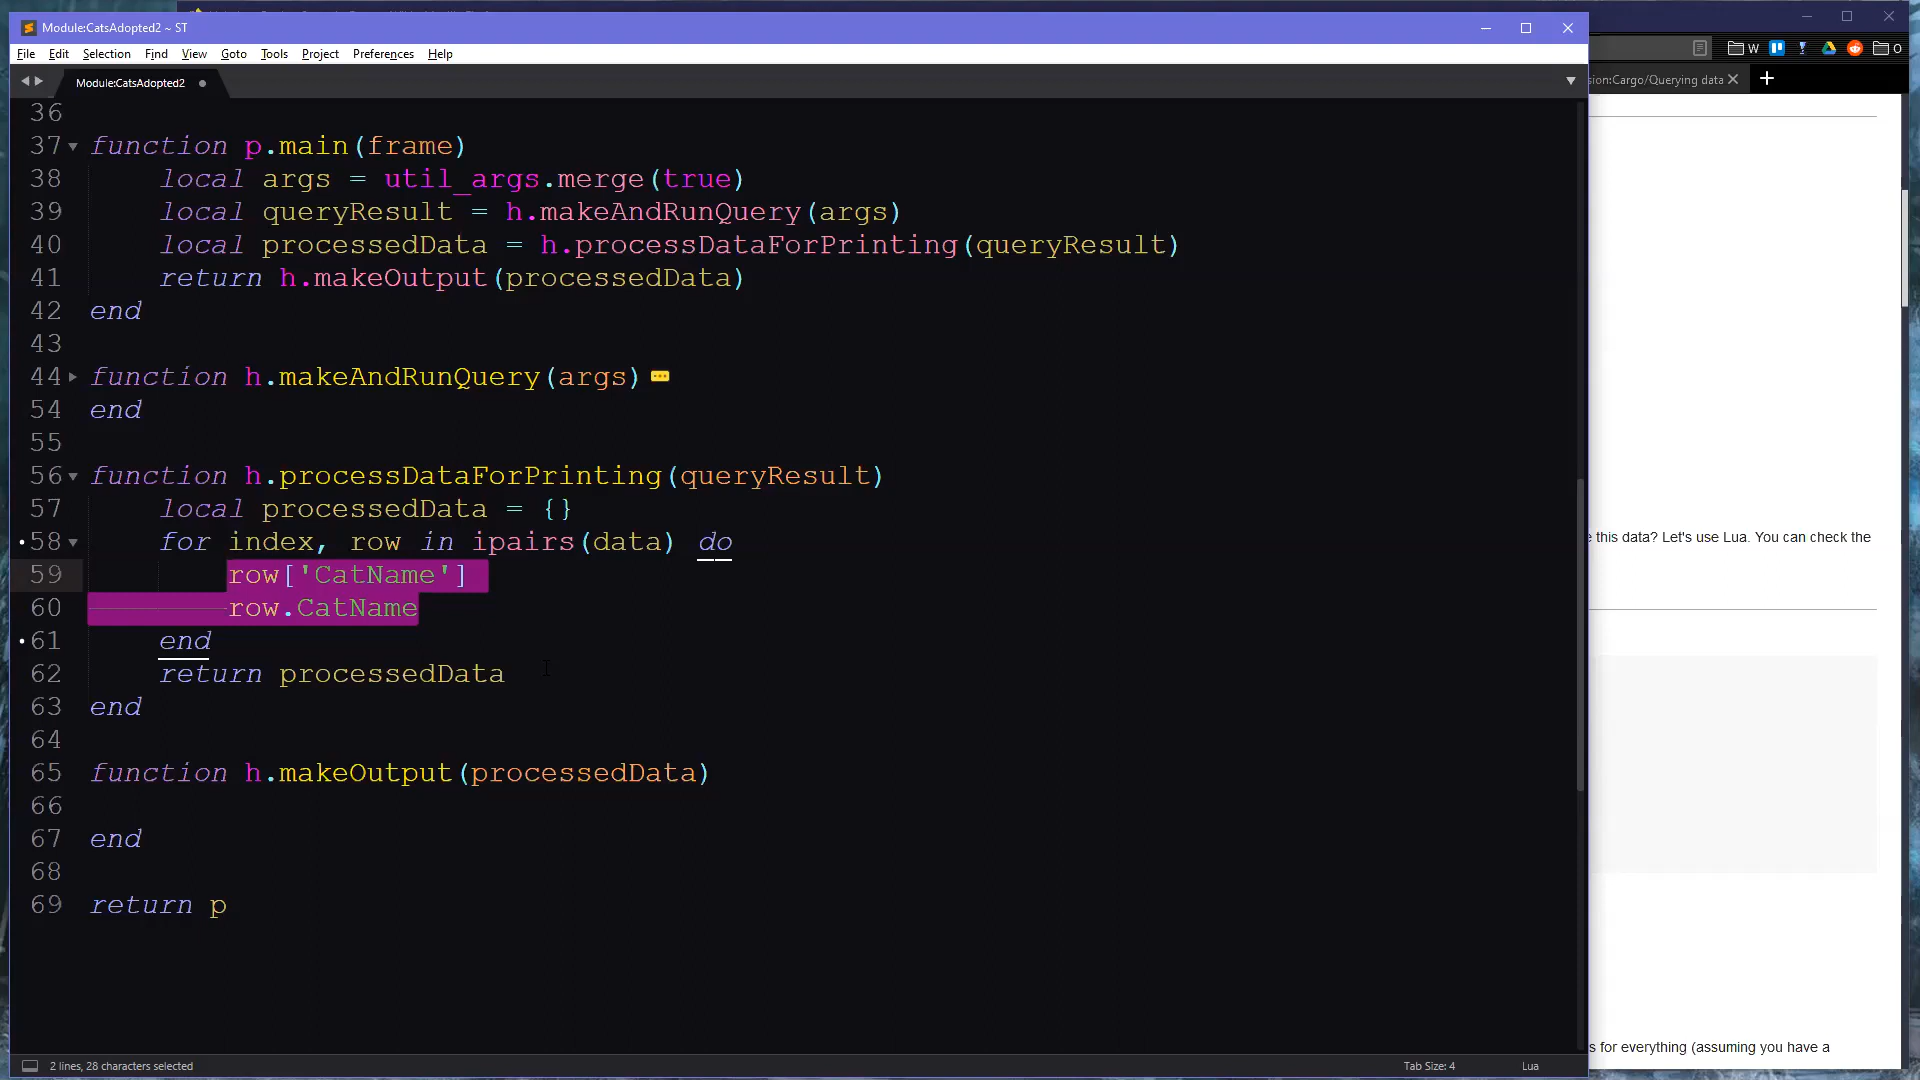 Module:CatsAdopted2 ~ ST
File Edit Selection View Find Goto Tools Project Preferences Help
Module:CatsAdopted2
W
O
sion:Cargo/Querying data
36
37 function p.main(frame)
38 local args = util_args.merge(true)
39 local queryResult = h.makeAndRunQuery(args)
40 local processedData = h.processDataForPrinting(queryResult)
41 return h.makeOutput(processedData)
42 end
43
44 function h.makeAndRunQuery(args)
54 end
55
56 function h.processDataForPrinting(queryResult)
57 local processedData = {}
58 for index, row in ipairs(data) do
59 row['CatName']
60 row.CatName
61 end
62 return processedData
63 end
64
65 function h.makeOutput(processedData)
66
67 end
68
69 return p
e this data? Let's use Lua. You can check the
s for everything (assuming you have a
2 lines, 28 characters selected
Tab Size: 4
Lua